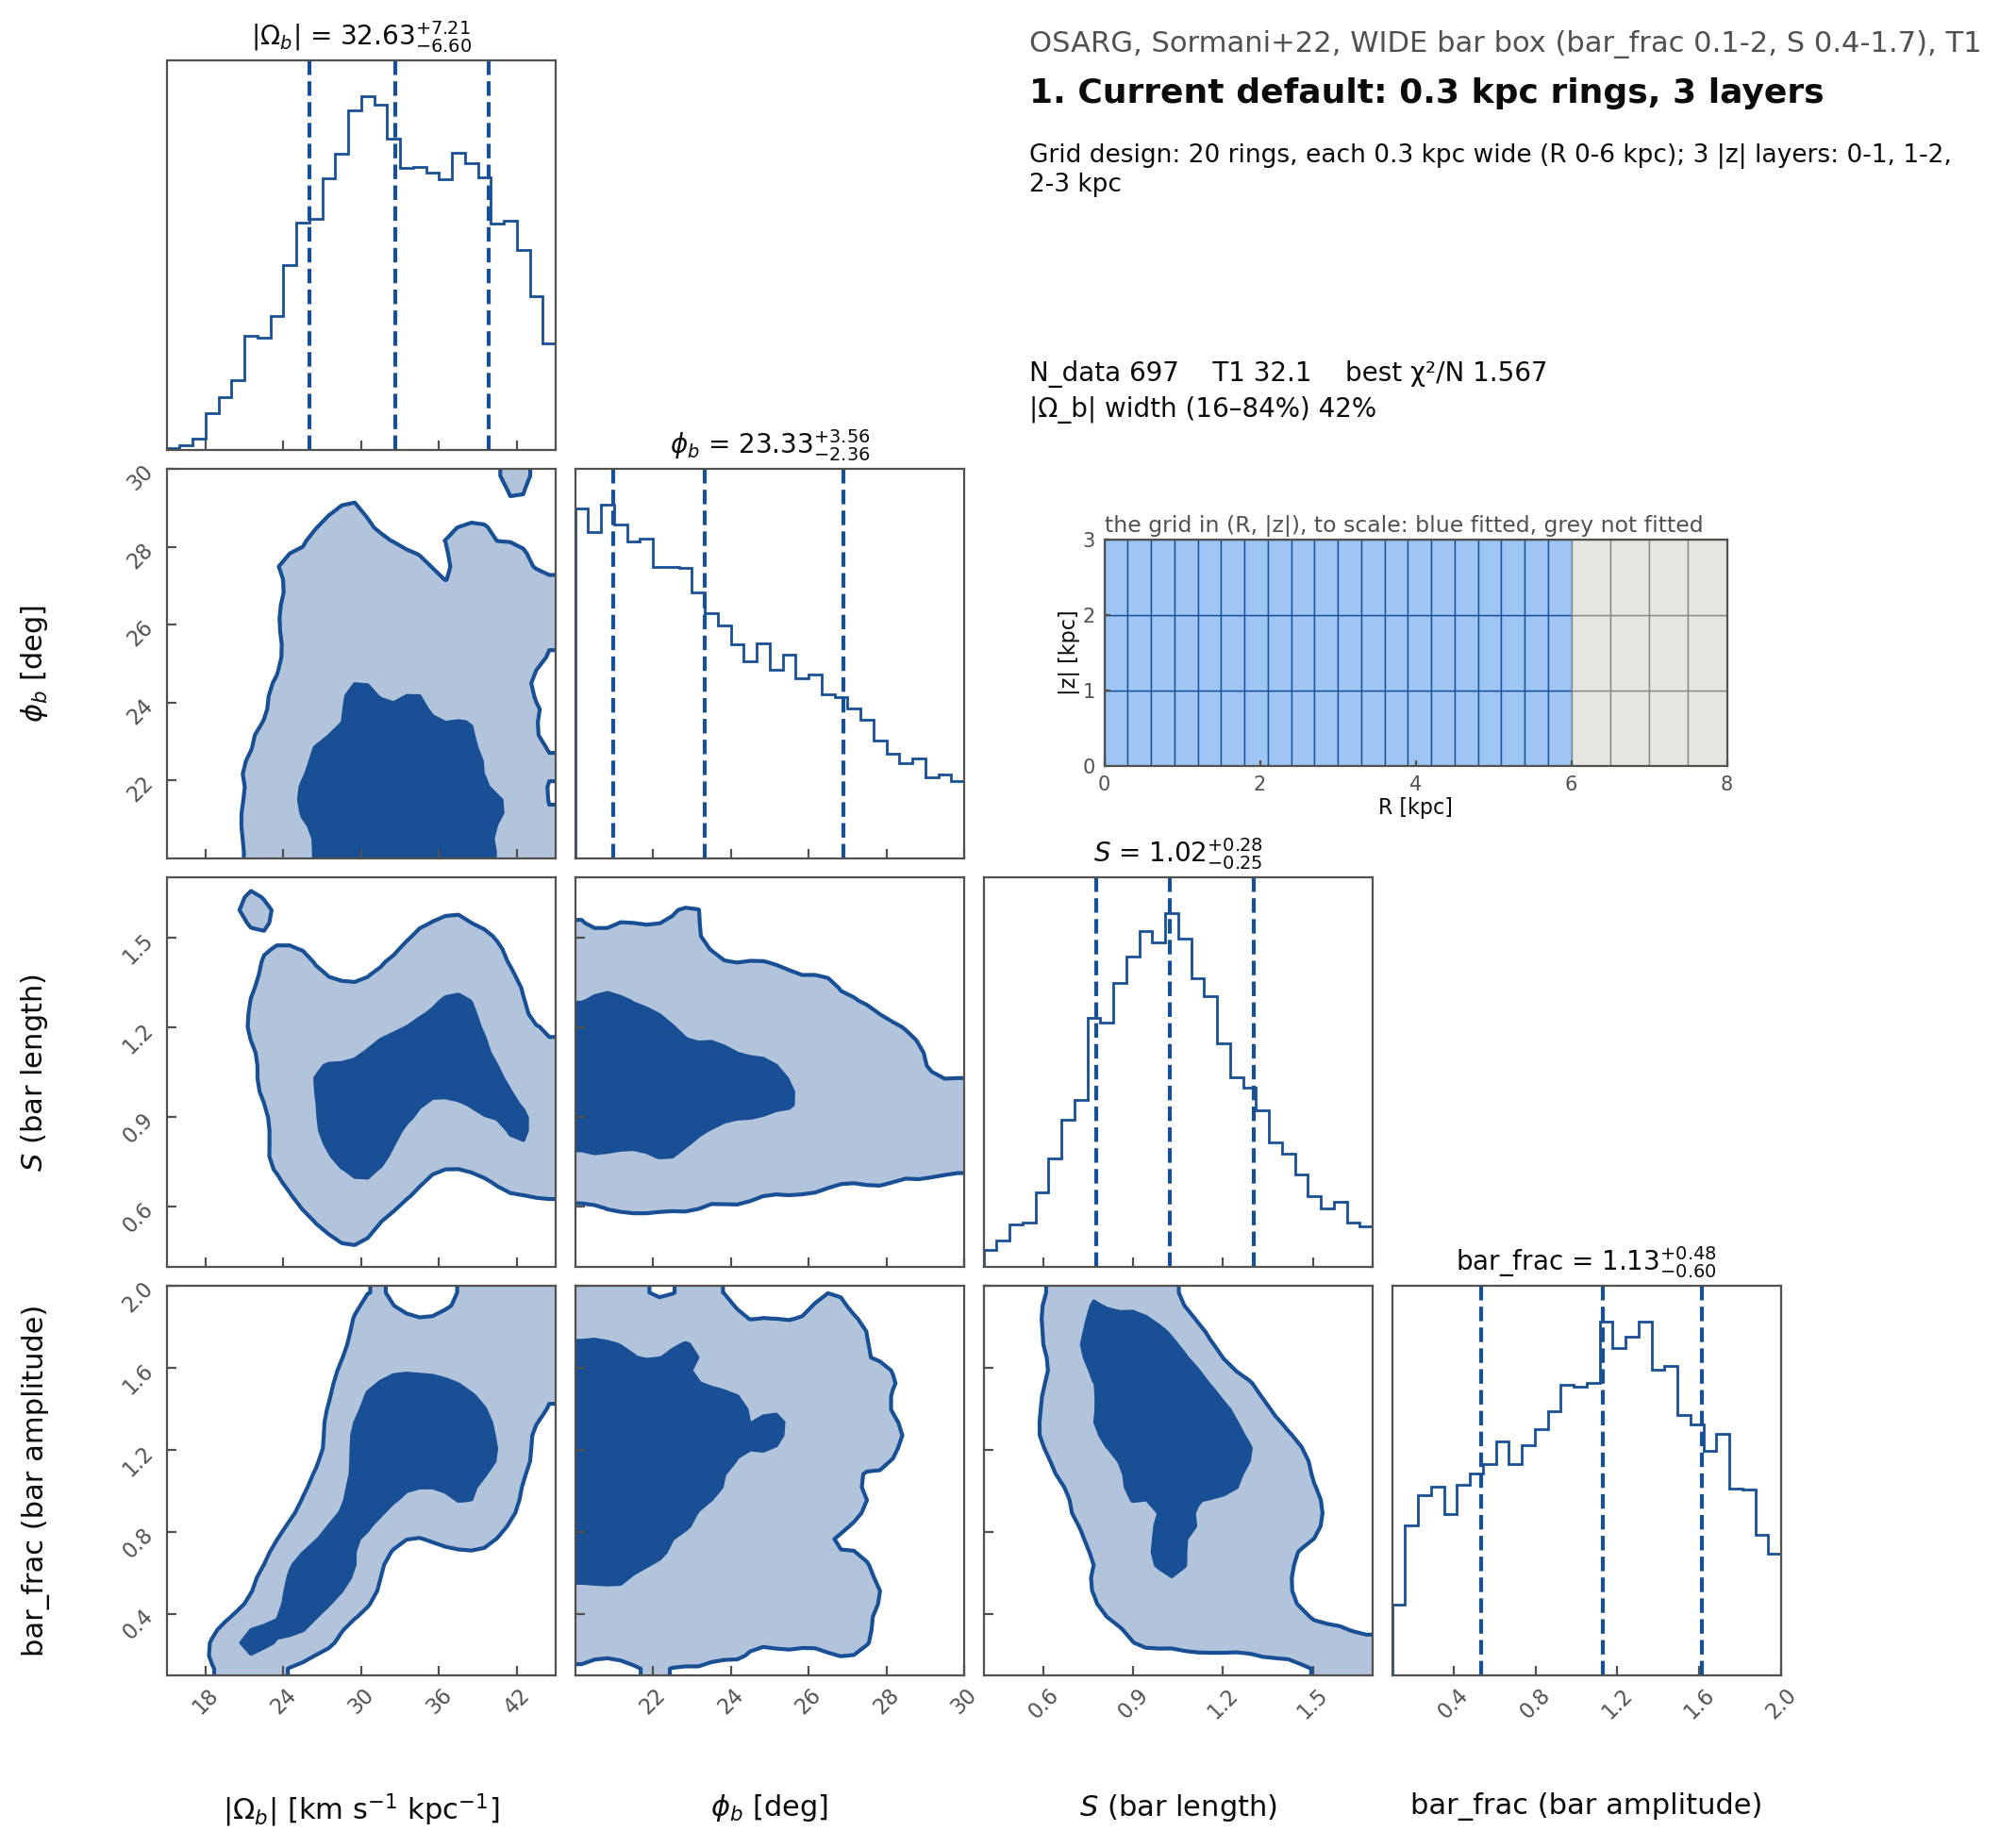 |Ω_b| = 32.63^{+7.21}_{−6.60}
OSARG, Sormani+22, WIDE bar box (bar_frac 0.1-2, S 0.4-1.7), T1
1. Current default: 0.3 kpc rings, 3 layers
Grid design: 20 rings, each 0.3 kpc wide (R 0-6 kpc); 3 |z| layers: 0-1, 1-2,
2-3 kpc
N_data 697 T1 32.1 best χ²/N 1.567
|Ω_b| width (16–84%) 42%
ϕ_b = 23.33^{+3.56}_{−2.36}
the grid in (R, |z|), to scale: blue fitted, grey not fitted
3
2
1
0
|z| [kpc]
0 2 4 6 8
R [kpc]
30
28
26
24
22
ϕ_b [deg]
S = 1.02^{+0.28}_{−0.25}
1.5
1.2
0.9
0.6
S (bar length)
bar_frac = 1.13^{+0.48}_{−0.60}
2.0
1.6
1.2
0.8
0.4
bar_frac (bar amplitude)
18 24 30 36 42
22 24 26 28 30
0.6 0.9 1.2 1.5
0.4 0.8 1.2 1.6 2.0
|Ω_b| [km s⁻¹ kpc⁻¹]
ϕ_b [deg]
S (bar length)
bar_frac (bar amplitude)